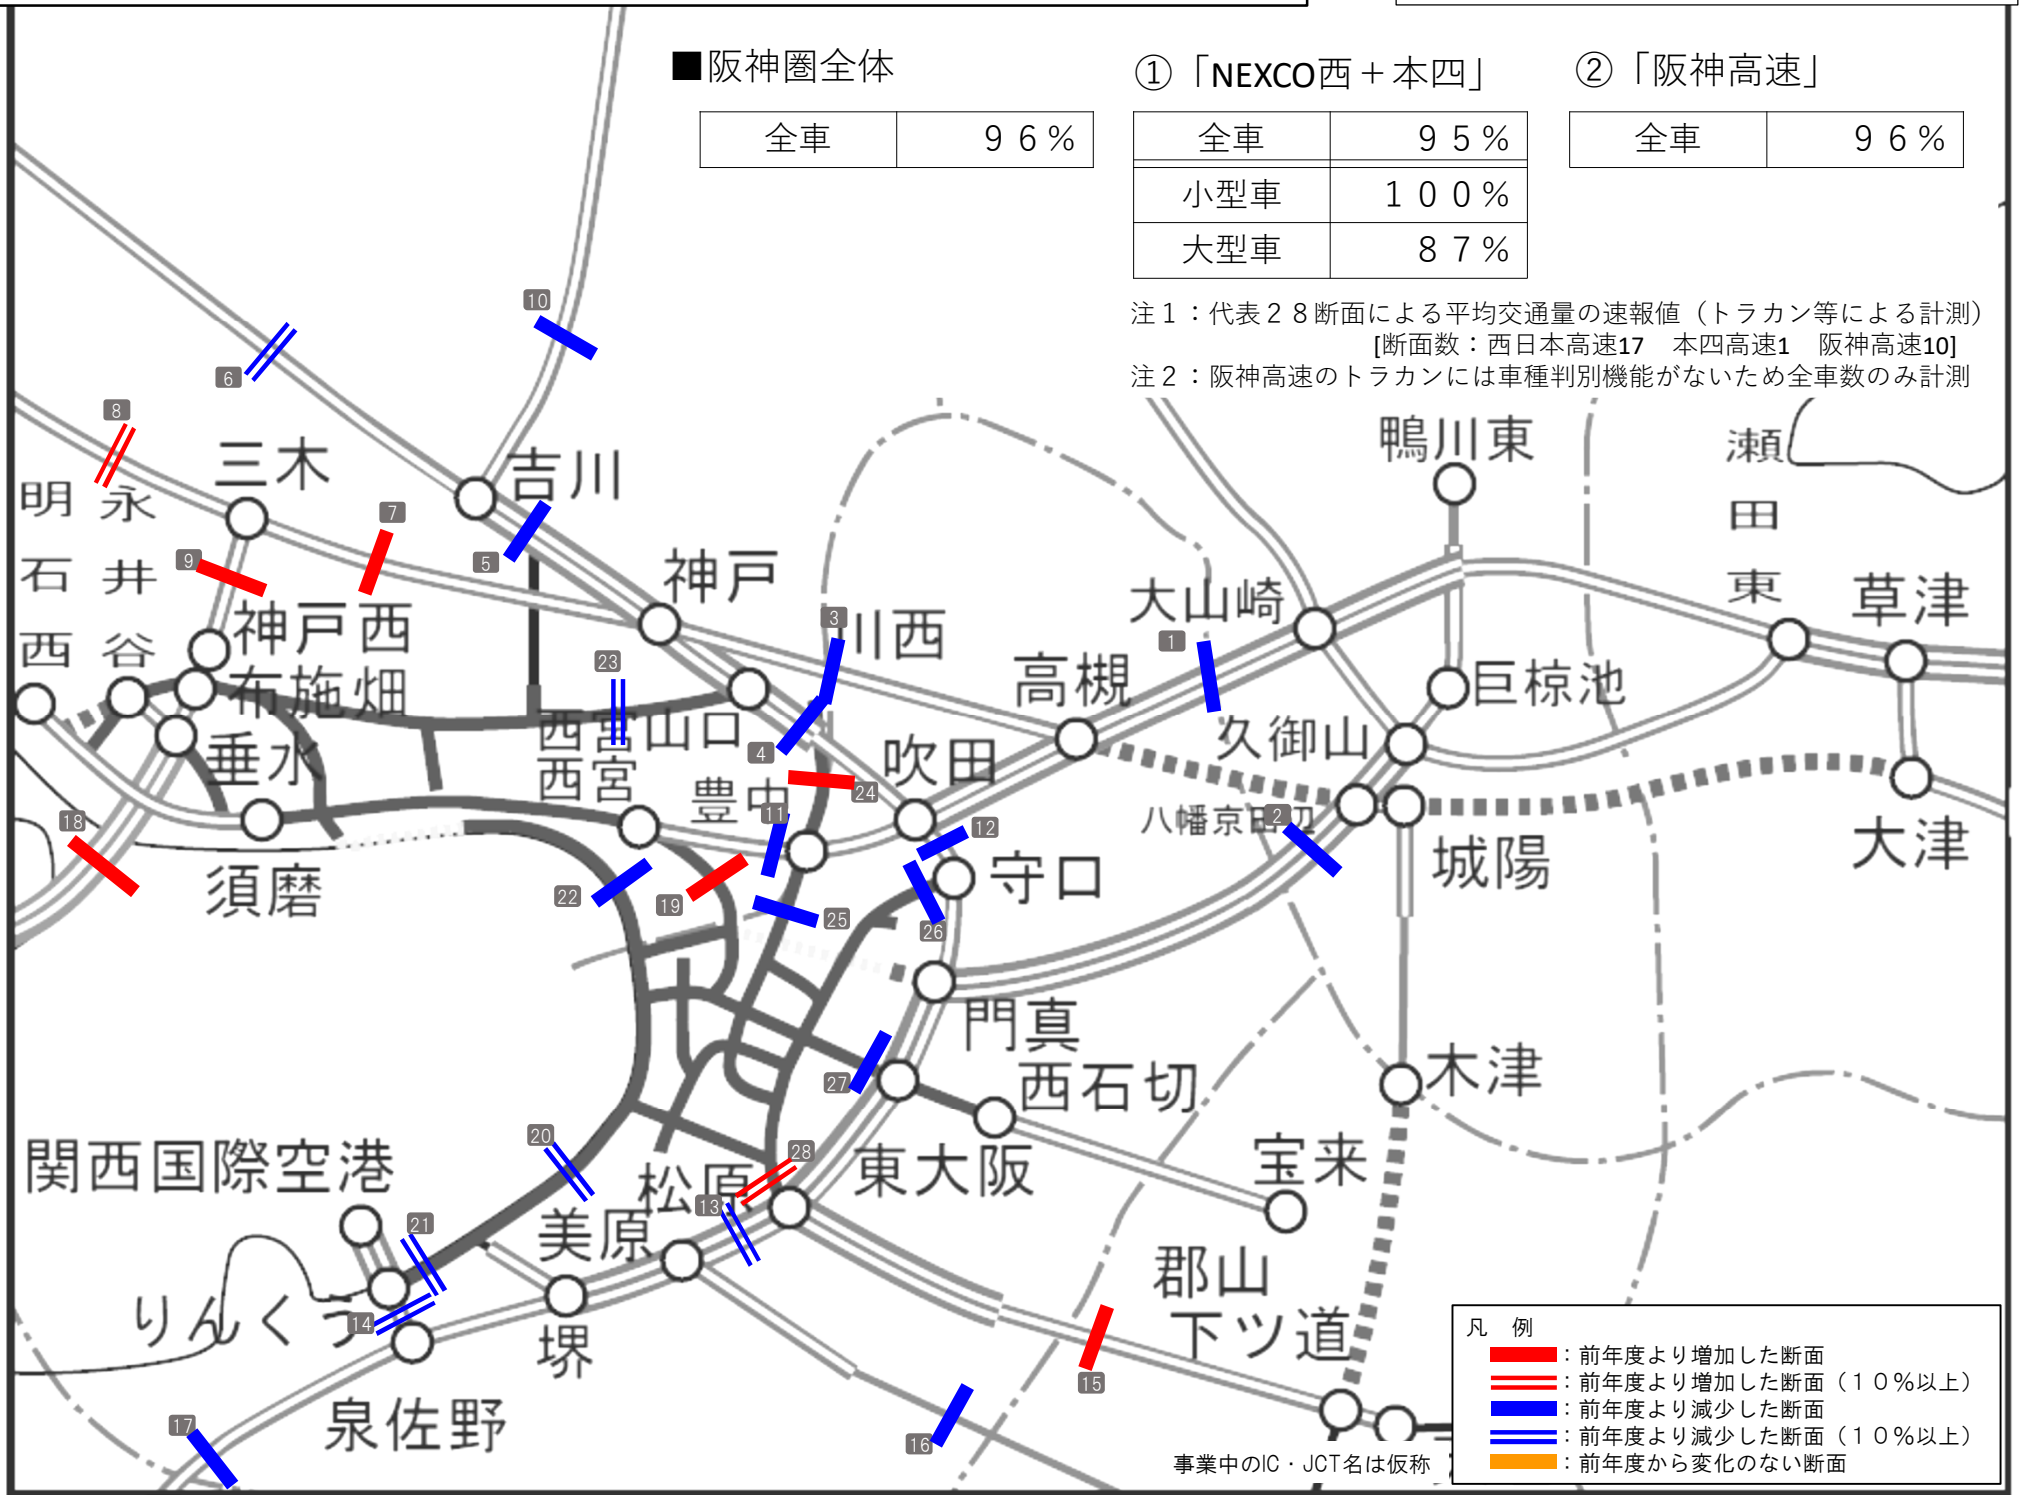 ■阪神圏全体
全車 ９６%
①「NEXCO西＋本四」
全車 ９５%
小型車 １００%
大型車 ８７%
②「阪神高速」
全車 ９６%
注１：代表２８断面による平均交通量の速報値（トラカン等による計測）
[断面数：西日本高速17　本四高速1　阪神高速10]
注２：阪神高速のトラカンには車種判別機能がないため全車数のみ計測
10
6
8
三木
吉川
鴨川東
瀬田東
明石西
永井谷
7
5
9
神戸
神戸西
布施畑
3
川西
大山崎
1
草津
23
高槻
巨椋池
西宮山口
西宮
4
垂水
久御山
吹田
豊中
24
11
12
2
八幡京田辺
18
須磨
守口
城陽
大津
22
19
25
26
門真
27
西石切
木津
20
関西国際空港
松原
28
東大阪
宝来
13
21
美原
りんくう
14
堺
郡山
下ツ道
15
泉佐野
17
16
事業中のIC・JCT名は仮称
凡　例
：前年度より増加した断面
：前年度より増加した断面（１０%以上）
：前年度より減少した断面
：前年度より減少した断面（１０%以上）
：前年度から変化のない断面